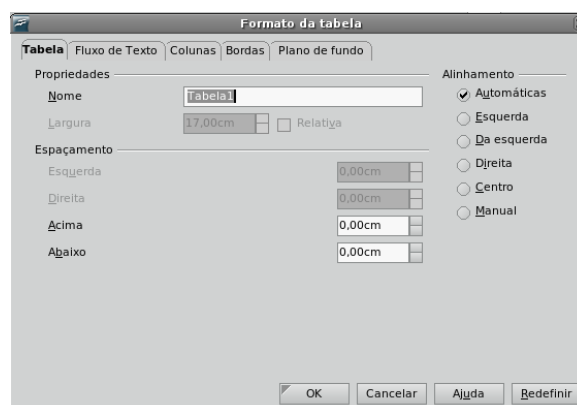 Formato da tabela
Tabela Fluxo de Texto Colunas Bordas Plano de fundo
Propriedades
Nome Tabela1
Largura 17,00cm Relativa
Espaçamento
Esquerda 0,00cm
Direita 0,00cm
Acima 0,00cm
Abaixo 0,00cm
Alinhamento
Automáticas
Esquerda
Da esquerda
Direita
Centro
Manual
OK Cancelar Ajuda Redefinir